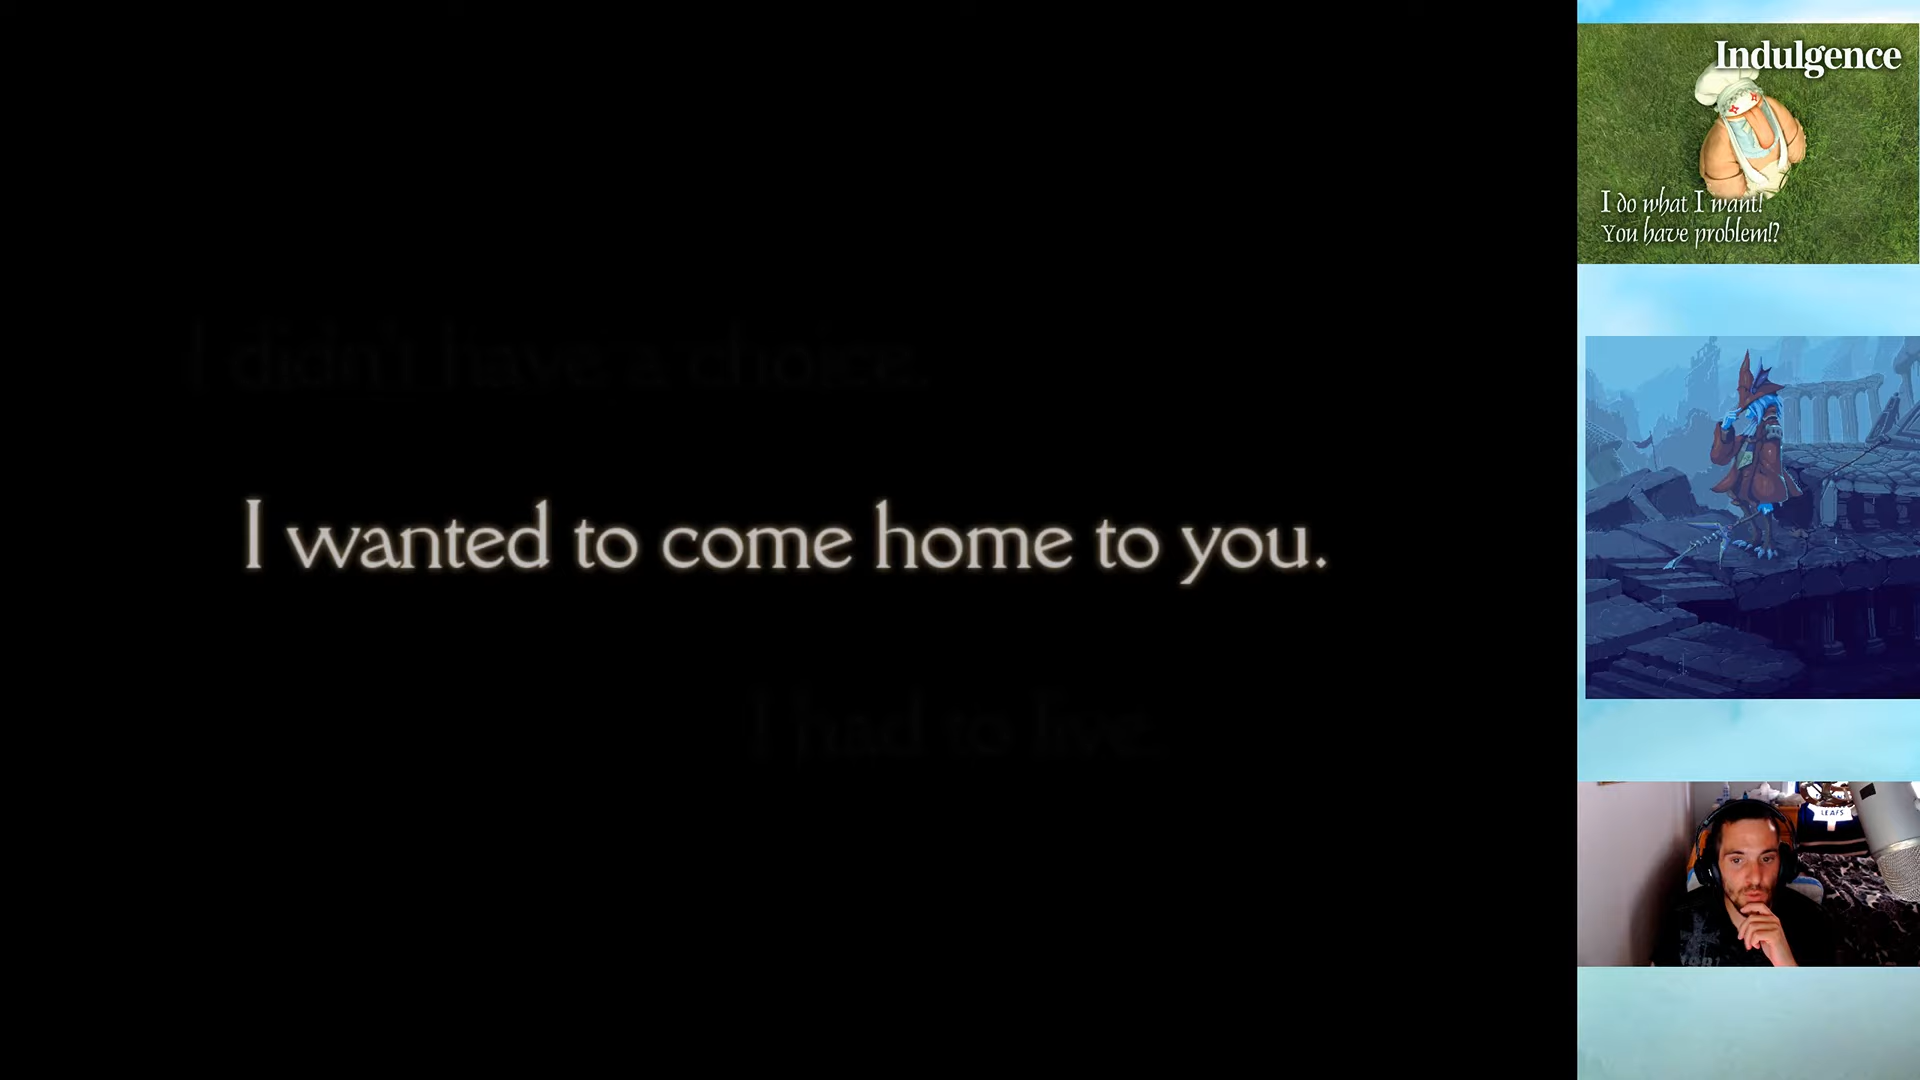 I didn't have a choice.
I wanted to come home to you.
I had to live.
Indulgence
I do what I want!
You have problem!?
LEAFS